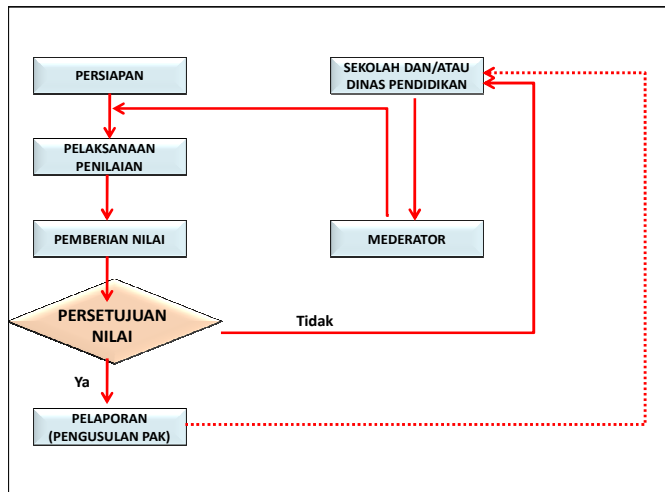 PERSIAPAN
SEKOLAH DAN/ATAU
DINAS PENDIDIKAN
PELAKSANAAN
PENILAIAN
PEMBERIAN NILAI
MEDERATOR
PERSETUJUAN
NILAI
Tidak
Ya
PELAPORAN
(PENGUSULAN PAK)